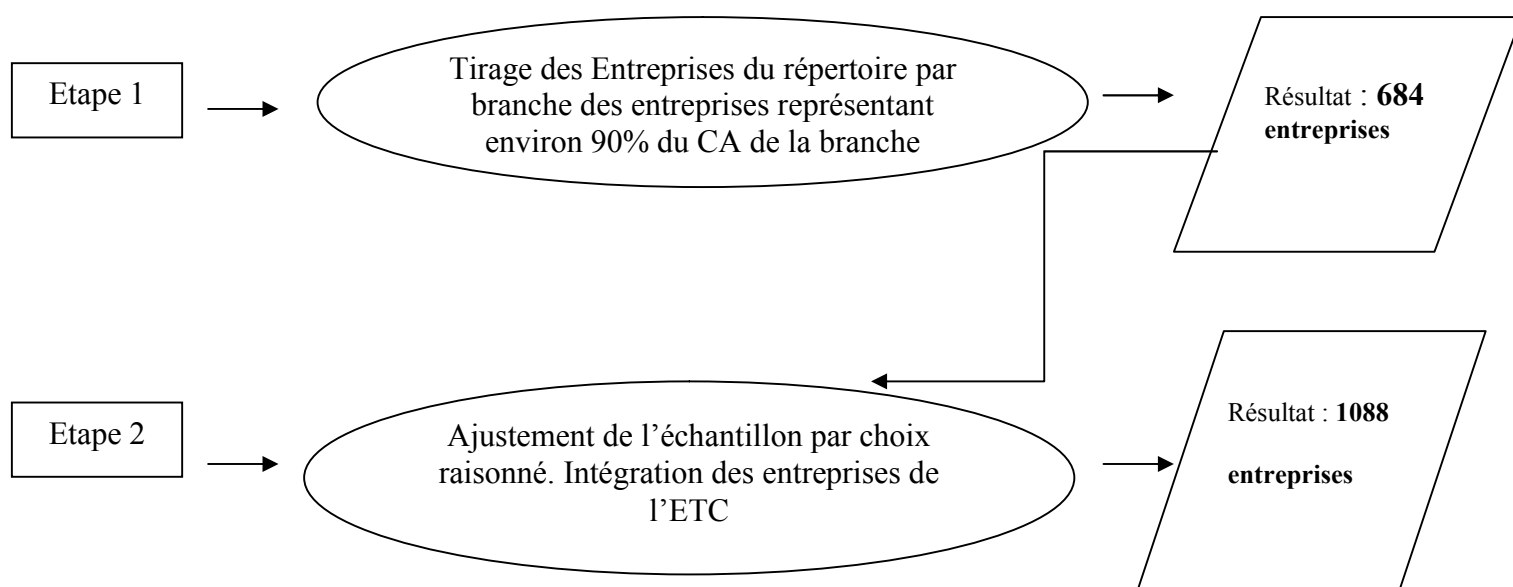 Etape 1
Tirage des Entreprises du répertoire par
branche des entreprises représentant
environ 90% du CA de la branche
Résultat : 684
entreprises
Etape 2
Ajustement de l’échantillon par choix
raisonné. Intégration des entreprises de
l’ETC
Résultat : 1088
entreprises